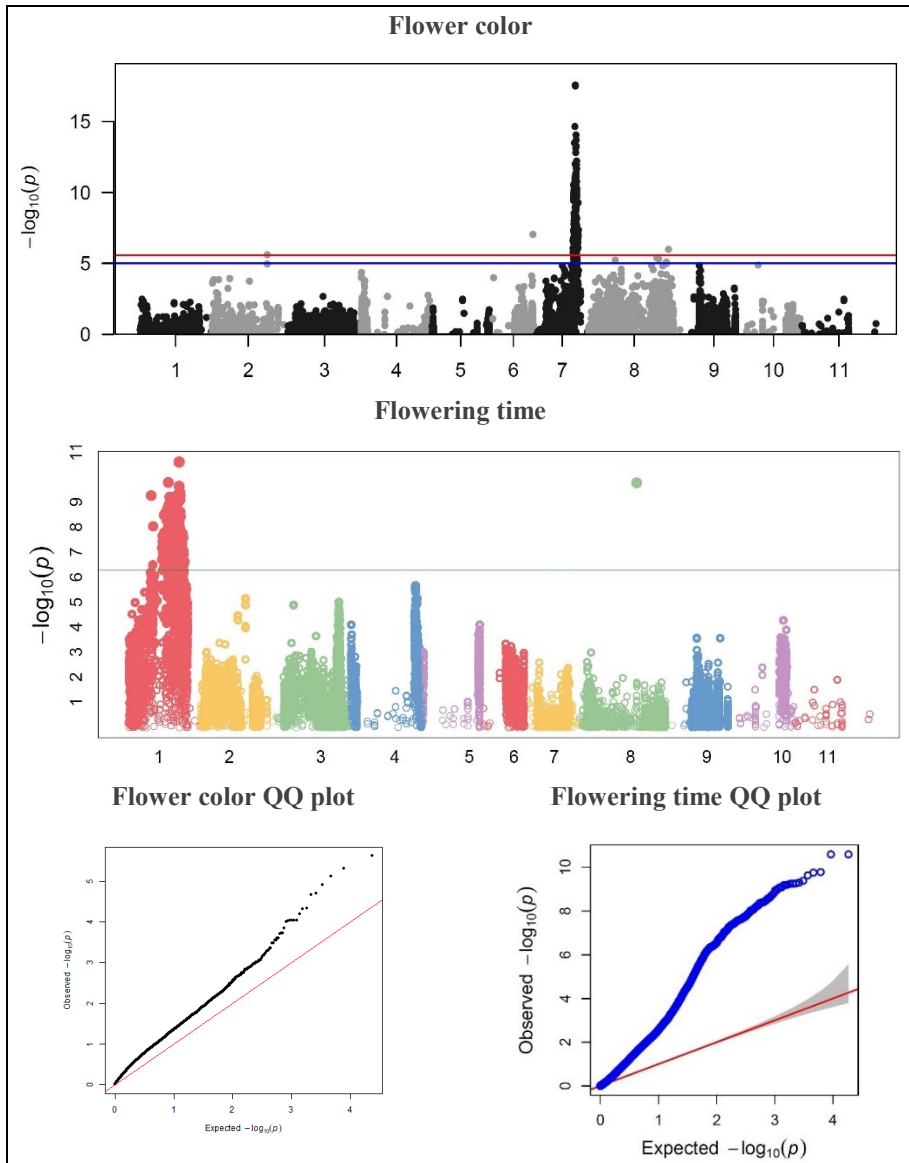 Flower color
−log10(p)
15
10
5
0
1 2 3 4 5 6 7 8 9 10 11
Flowering time
−log10(p)
11
9
8
7
6
5
4
3
2
1
1 2 3 4 5 6 7 8 9 10 11
Flower color QQ plot
Flowering time QQ plot
Observed −log10(p)
5
4
3
2
1
0
0 1 2 3 4
Expected −log10(p)
Observed −log10(p)
10
8
6
4
2
0
0 1 2 3 4
Expected −log10(p)